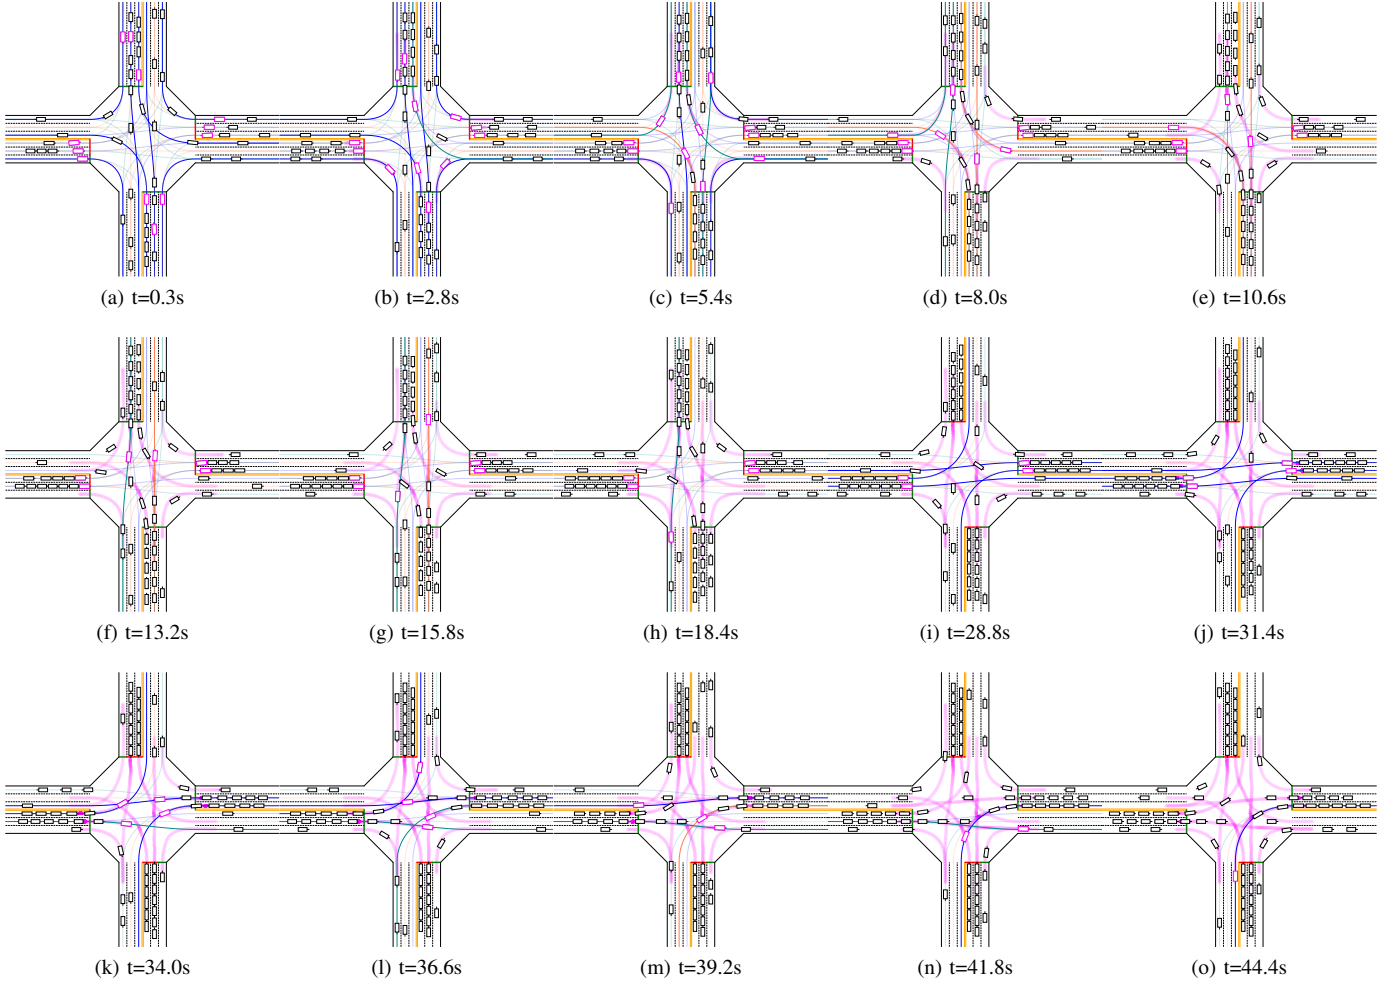 (a) t=0.3s
(b) t=2.8s
(c) t=5.4s
(d) t=8.0s
(e) t=10.6s
(f) t=13.2s
(g) t=15.8s
(h) t=18.4s
(i) t=28.8s
(j) t=31.4s
(k) t=34.0s
(l) t=36.6s
(m) t=39.2s
(n) t=41.8s
(o) t=44.4s